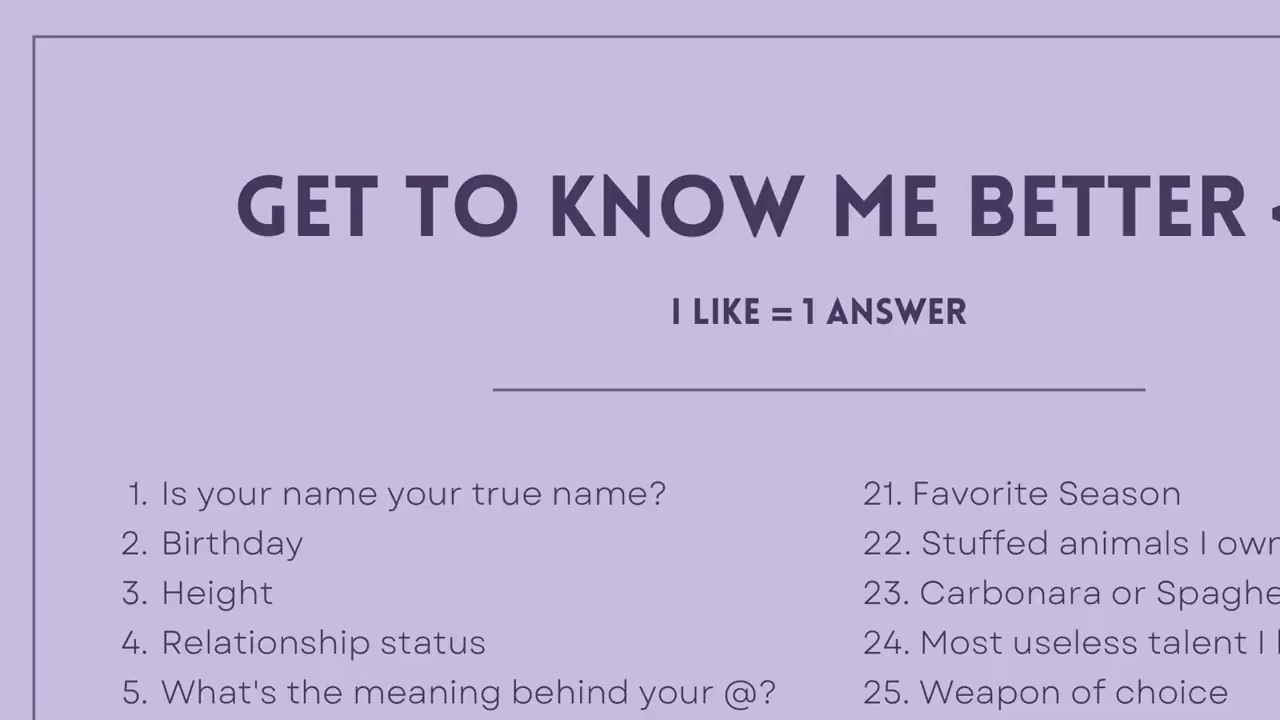 GET TO KNOW ME BETTER
I LIKE = 1 ANSWER
1. Is your name your true name?
2. Birthday
3. Height
4. Relationship status
5. What's the meaning behind your @?
21. Favorite Season
22. Stuffed animals I
23. Carbonara or
24. Most useless talent I
25. Weapon of choice